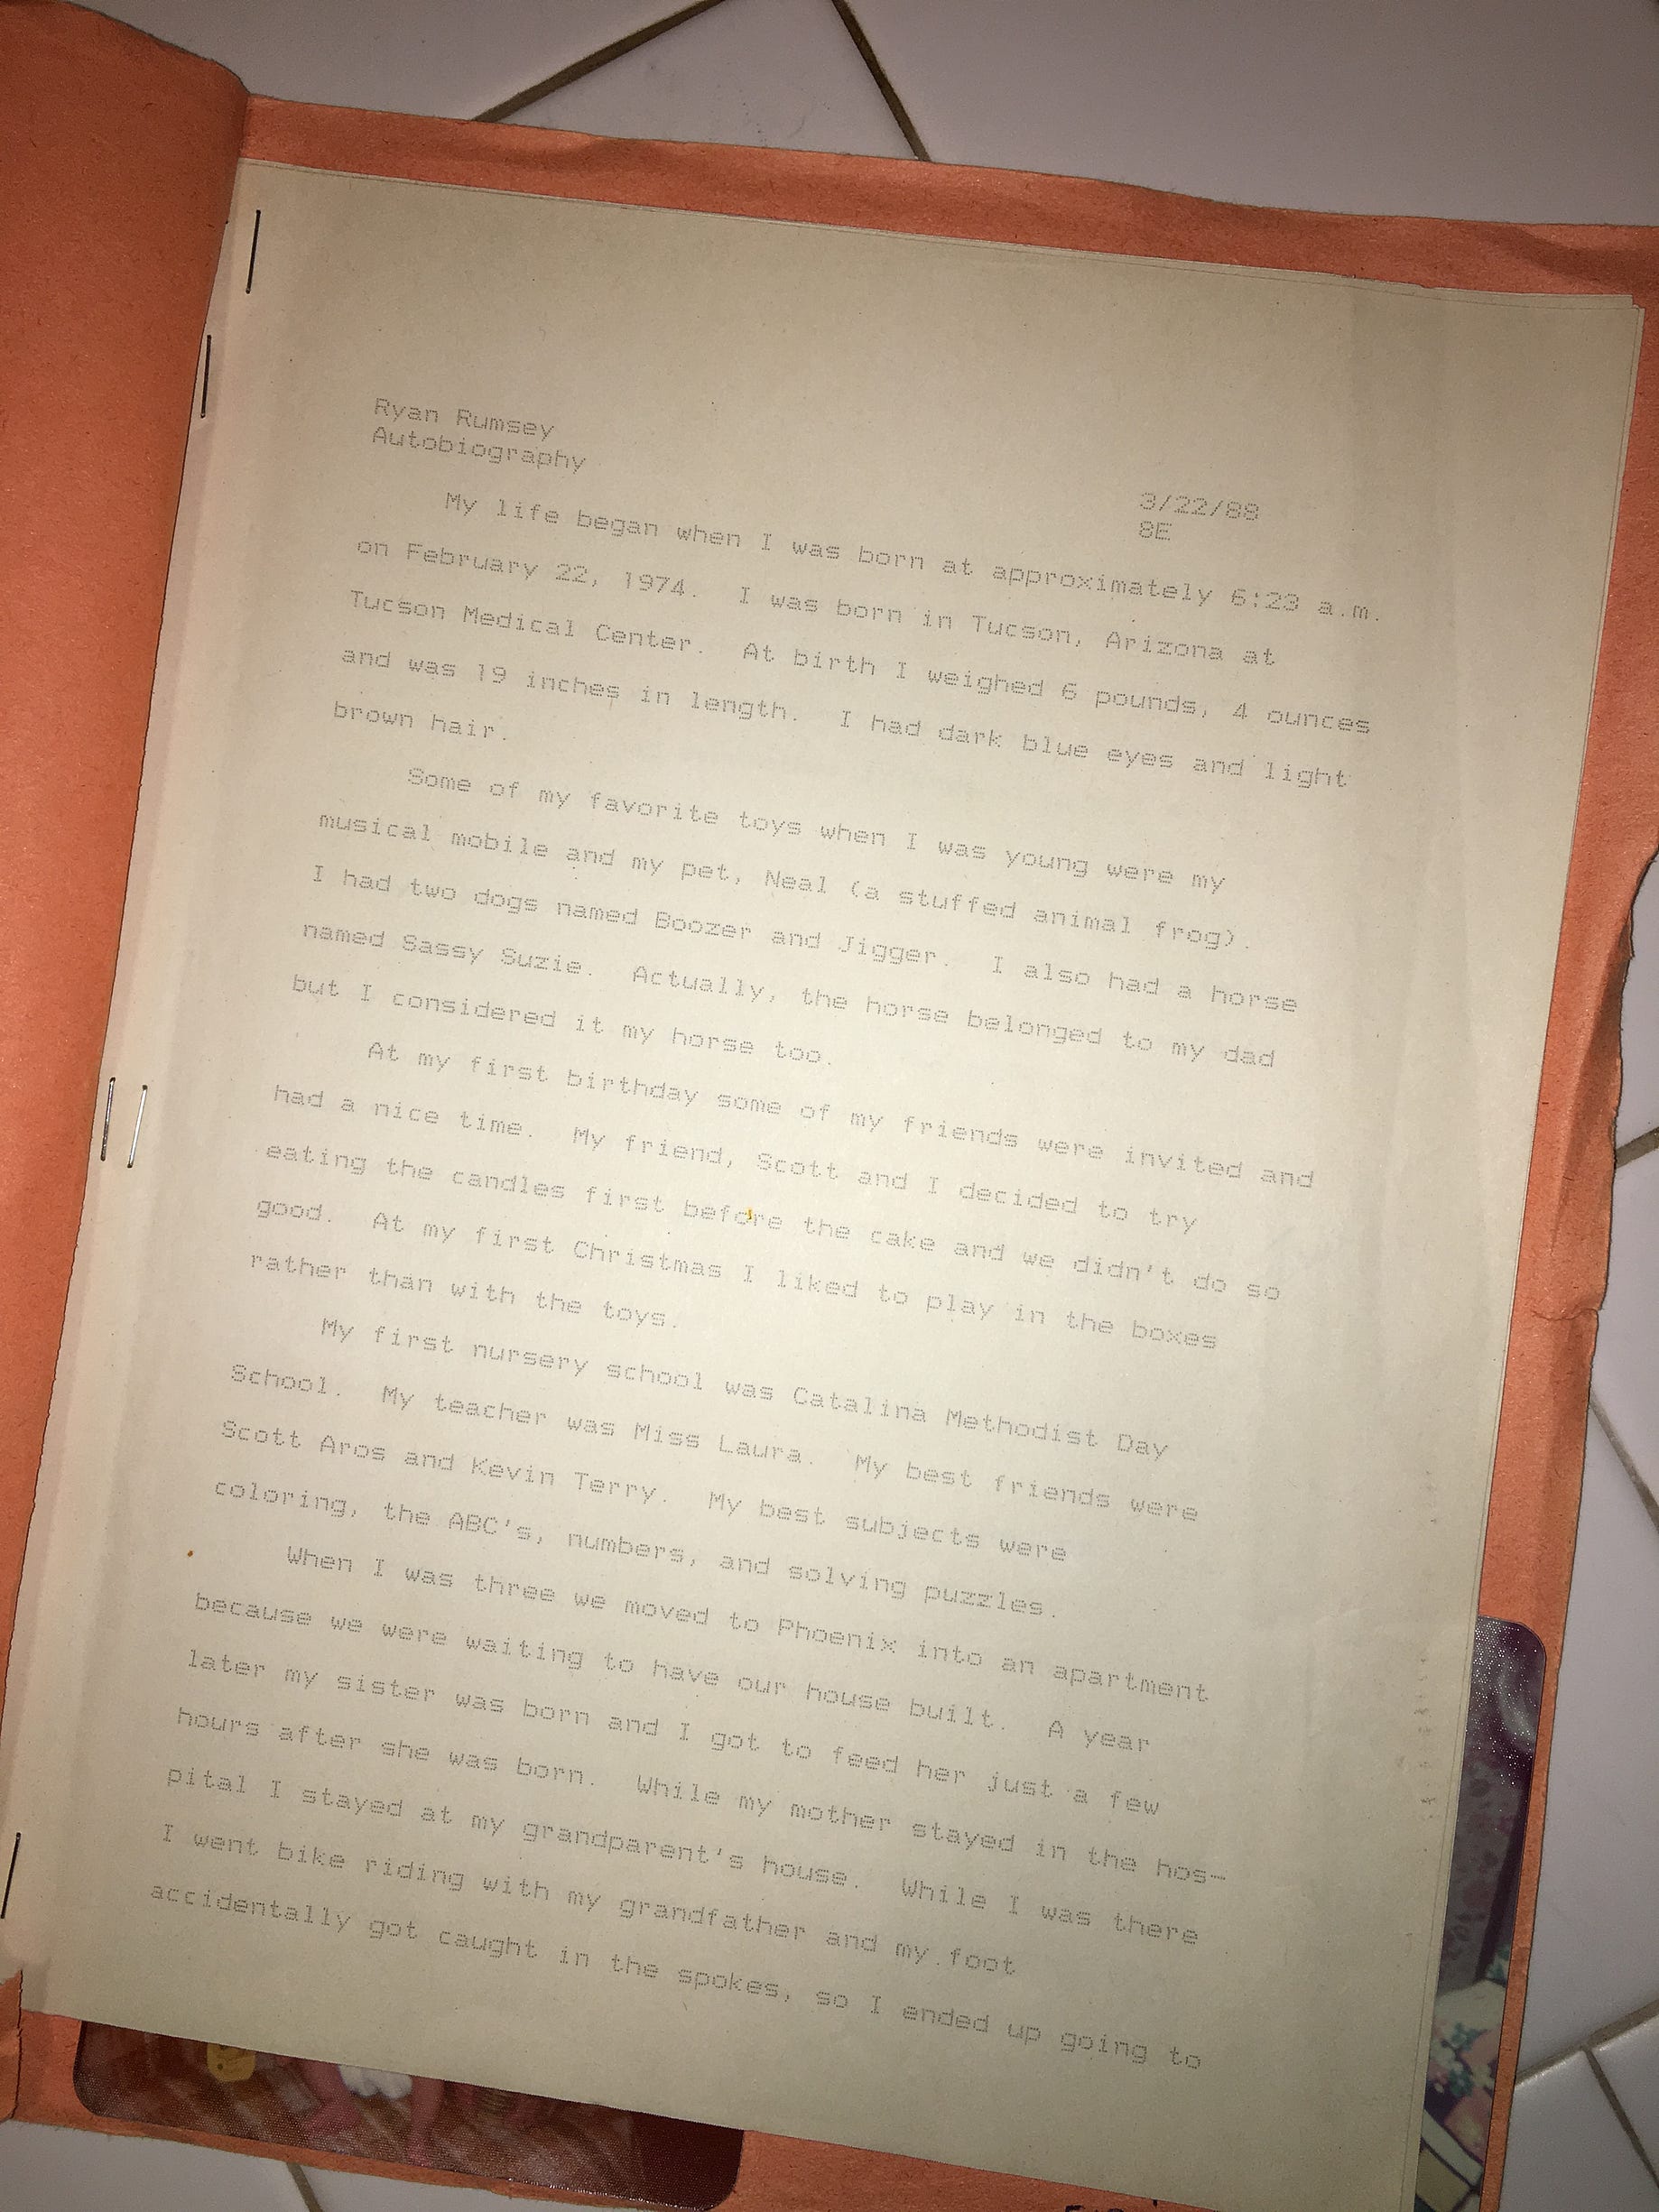 Ryan Rumsey
Autobiography
3/22/88
8E
My life began when I was born at approximately 6:23 a.m.
on February 22, 1974. I was born in Tucson, Arizona at
Tucson Medical Center. At birth I weighed 6 pounds, 4 ounces
and was 19 inches in length. I had dark blue eyes and light
brown hair.
Some of my favorite toys when I was young were my
musical mobile and my pet, Neal (a stuffed animal frog).
I had two dogs named Boozer and Jigger. I also had a horse
named Sassy Suzie. Actually, the horse belonged to my dad
but I considered it my horse too.
At my first birthday some of my friends were invited and
had a nice time. My friend, Scott and I decided to try
eating the candles first before the cake and we didn't do so
good. At my first Christmas I liked to play in the boxes
rather than with the toys.
My first nursery school was Catalina Methodist Day
School. My teacher was Miss Laura. My best friends were
Scott Aros and Kevin Terry. My best subjects were
coloring, the ABC's, numbers, and solving puzzles.
When I was three we moved to Phoenix into an apartment
because we were waiting to have our house built. A year
later my sister was born and I got to feed her just a few
hours after she was born. While my mother stayed in the hos-
pital I stayed at my grandparent's house. While I was there
I went bike riding with my grandfather and my foot
accidentally got caught in the spokes, so I ended up going to